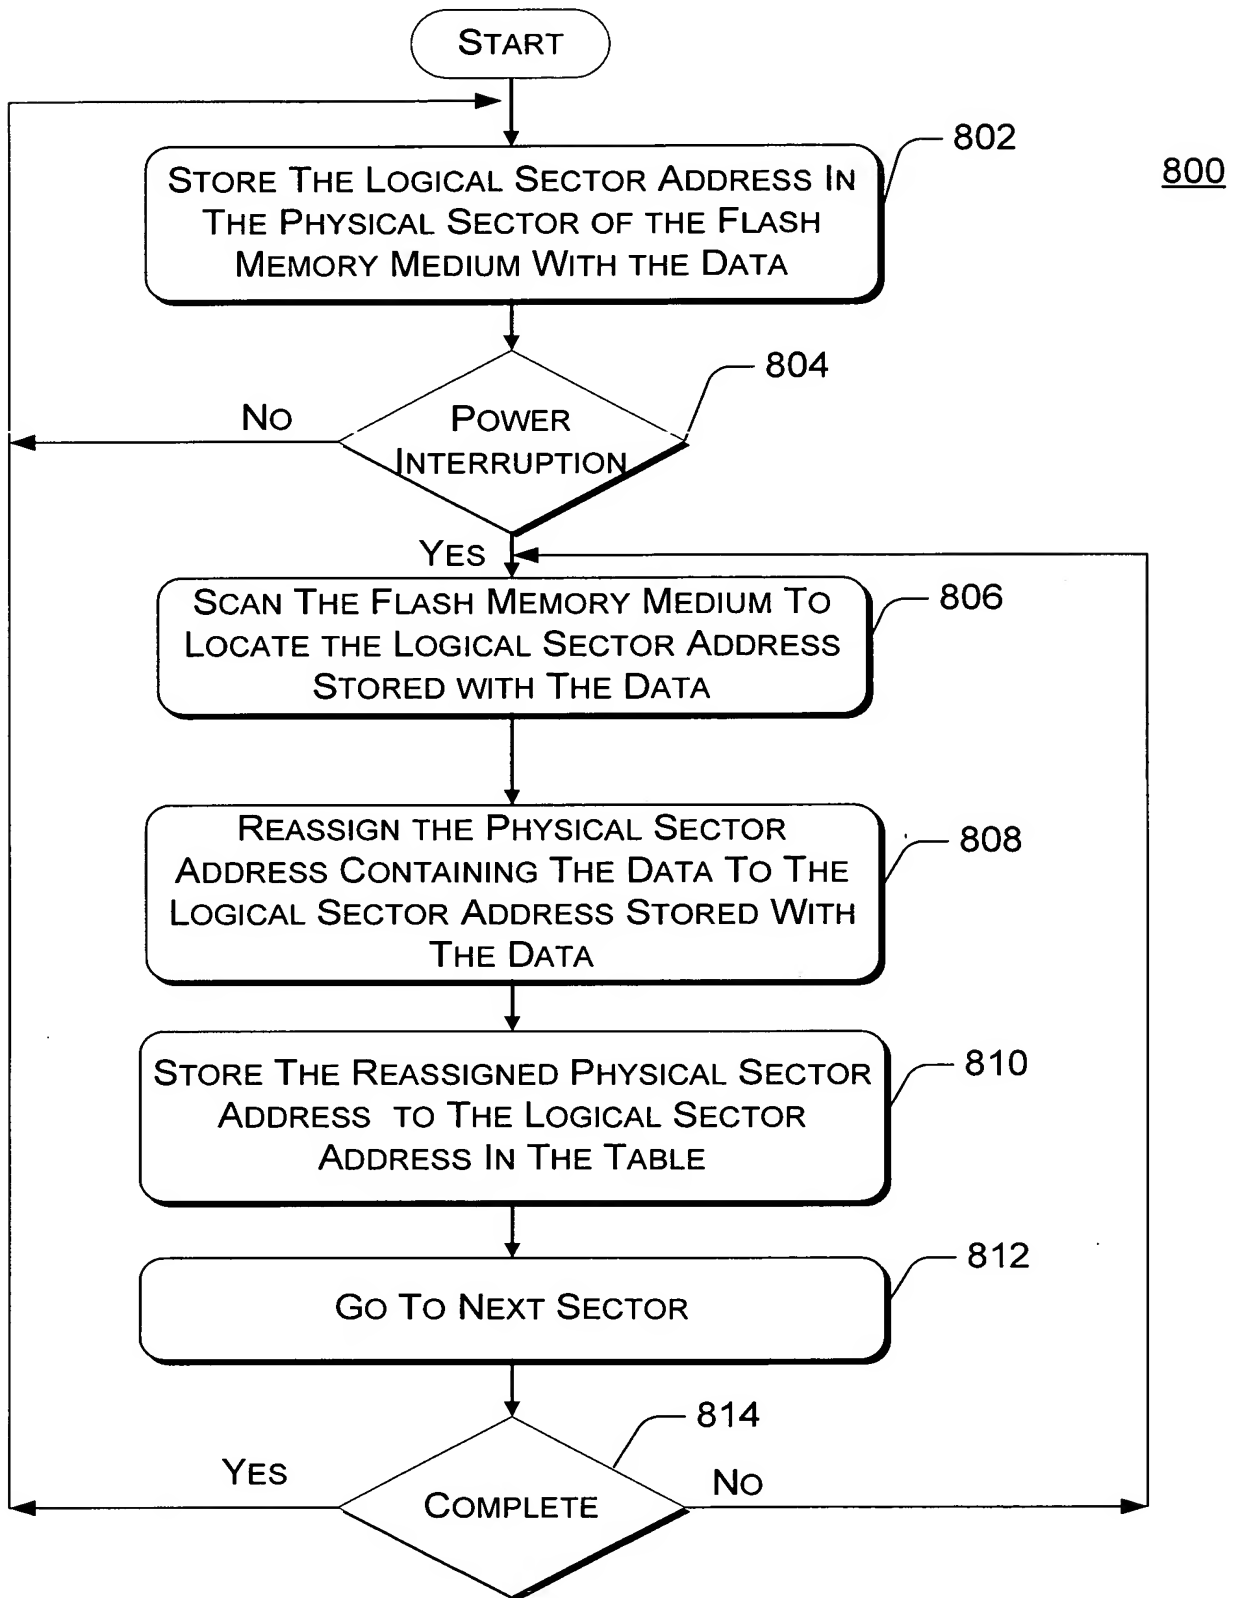 START
802
800
STORE THE LOGICAL SECTOR ADDRESS IN
THE PHYSICAL SECTOR OF THE FLASH
MEMORY MEDIUM WITH THE DATA
804
NO
POWER
INTERRUPTION
YES
806
SCAN THE FLASH MEMORY MEDIUM TO
LOCATE THE LOGICAL SECTOR ADDRESS
STORED WITH THE DATA
808
REASSIGN THE PHYSICAL SECTOR
ADDRESS CONTAINING THE DATA TO THE
LOGICAL SECTOR ADDRESS STORED WITH
THE DATA
810
STORE THE REASSIGNED PHYSICAL SECTOR
ADDRESS TO THE LOGICAL SECTOR
ADDRESS IN THE TABLE
812
GO TO NEXT SECTOR
814
YES
NO
COMPLETE